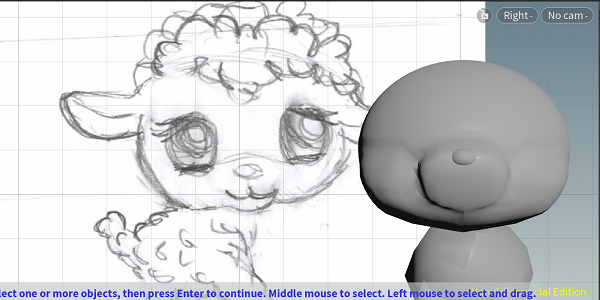 Right
No cam
lect one or more objects, then press Enter to continue. Middle mouse to select. Left mouse to select and drag.
ial Edition